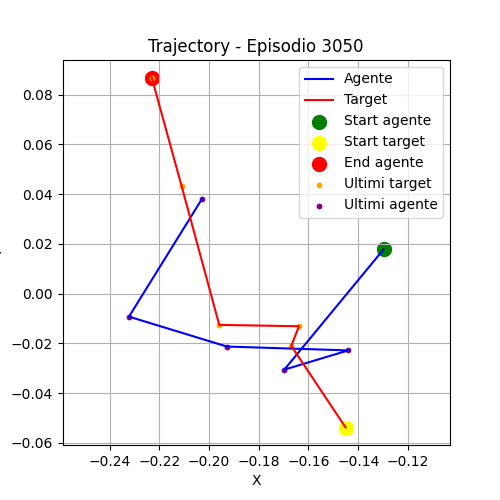 Trajectory - Episodio 3050
Agente
Target
Start agente
Start target
End agente
Ultimi target
Ultimi agente
0.08
0.06
0.04
0.02
0.00
−0.02
−0.04
−0.06
−0.24
−0.22
−0.20
−0.18
−0.16
−0.14
−0.12
X